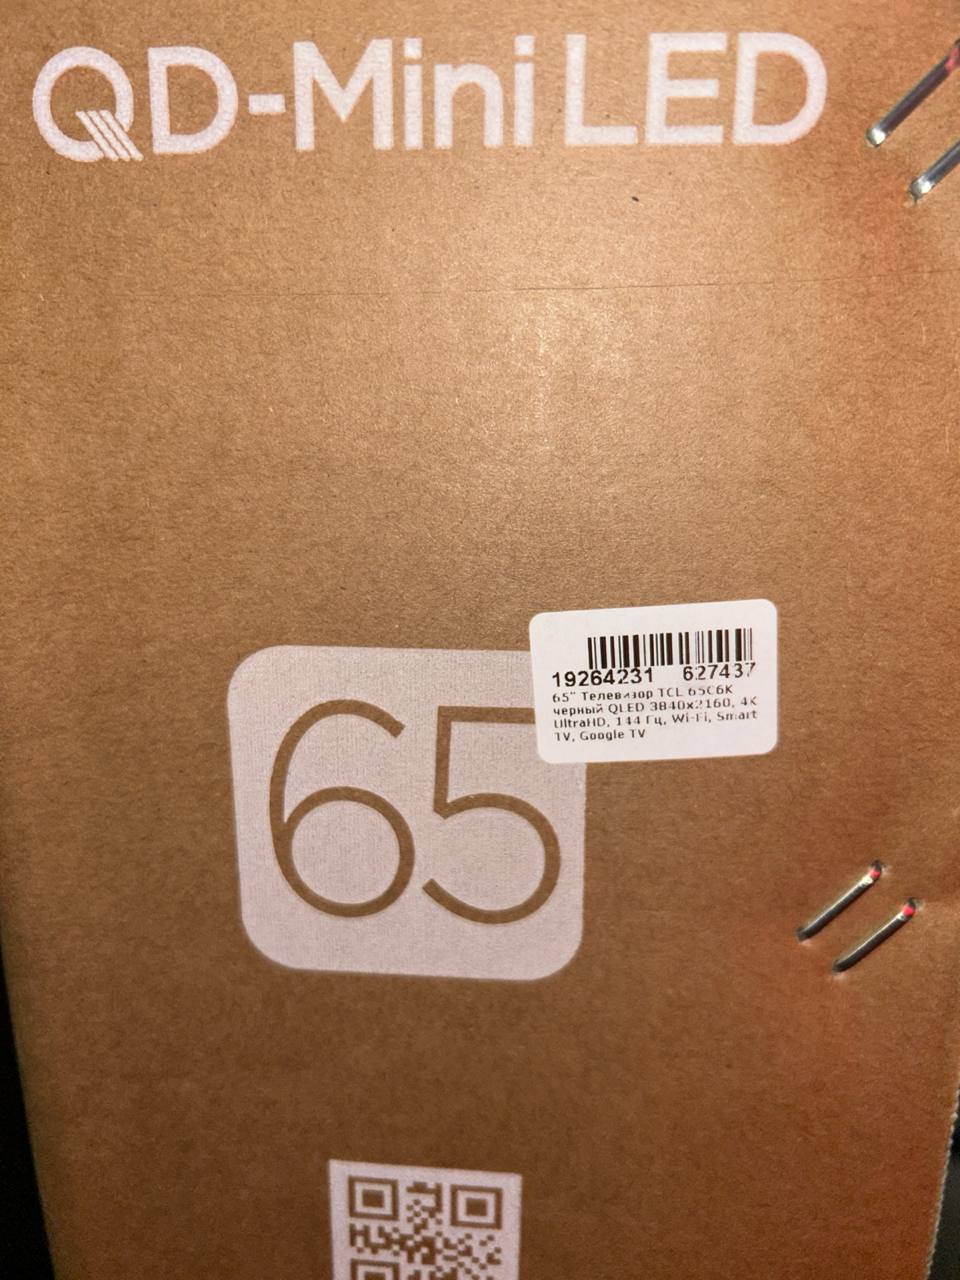 QD-Mini LED
19264231 627437
65" Телевизор TCL 65C6K
черный QLED 3840x2160, 4K
UltraHD, 144 Гц, Wi-Fi, Smart
TV, Google TV
65